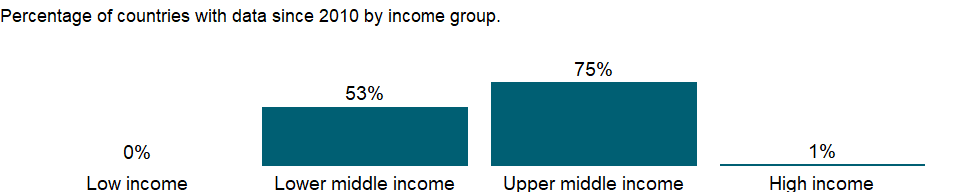 Percentage of countries with data since 2010 by income group.
75%
53%
0%
1%
Low income
Lower middle income
Upper middle income
High income